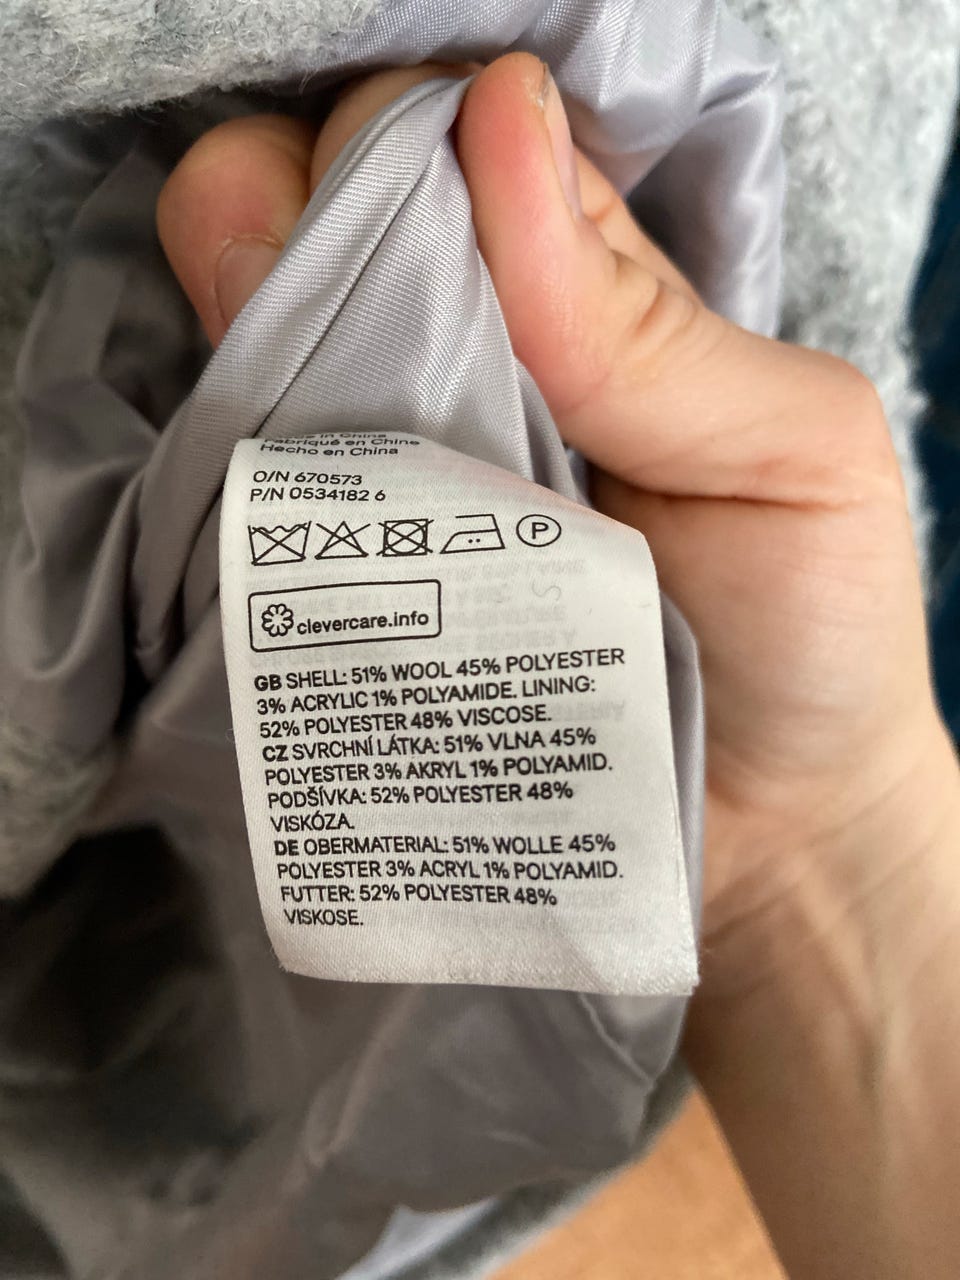 in China
Fabriqué en Chine
Hecho en China
O/N 670573
P/N 0534182 6
P
clevercare.info
GB SHELL: 51% WOOL 45% POLYESTER
3% ACRYLIC 1% POLYAMIDE. LINING:
52% POLYESTER 48% VISCOSE.
CZ SVRCHNÍ LÁTKA: 51% VLNA 45%
POLYESTER 3% AKRYL 1% POLYAMID.
PODŠÍVKA: 52% POLYESTER 48%
VISKÓZA.
DE OBERMATERIAL: 51% WOLLE 45%
POLYESTER 3% ACRYL 1% POLYAMID.
FUTTER: 52% POLYESTER 48%
VISKOSE.